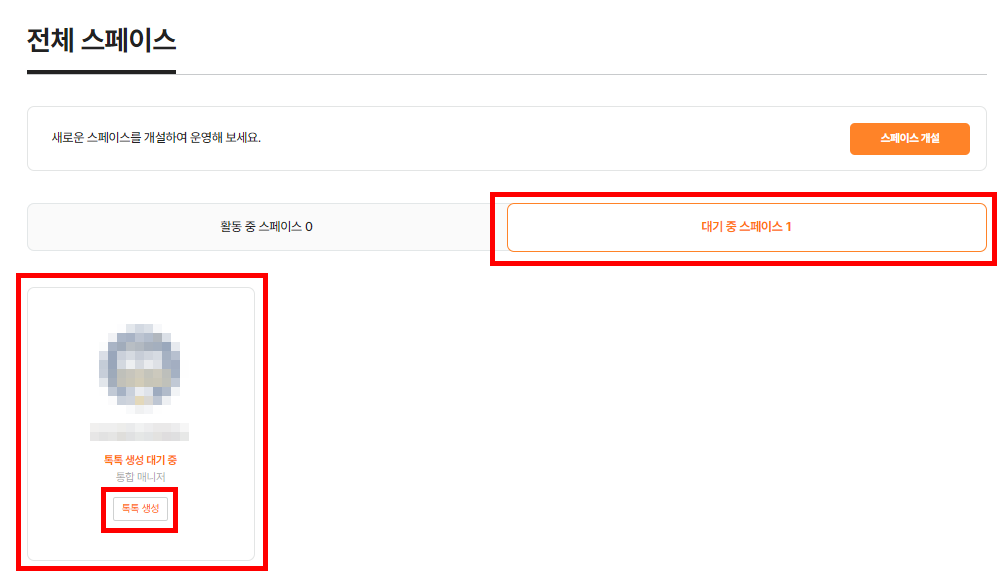 전체 스페이스
새로운 스페이스를 개설하여 운영해 보세요.
스페이스 개설
활동 중 스페이스 0
대기 중 스페이스 1
톡톡 생성 대기 중
통합 매니저
톡톡 생성